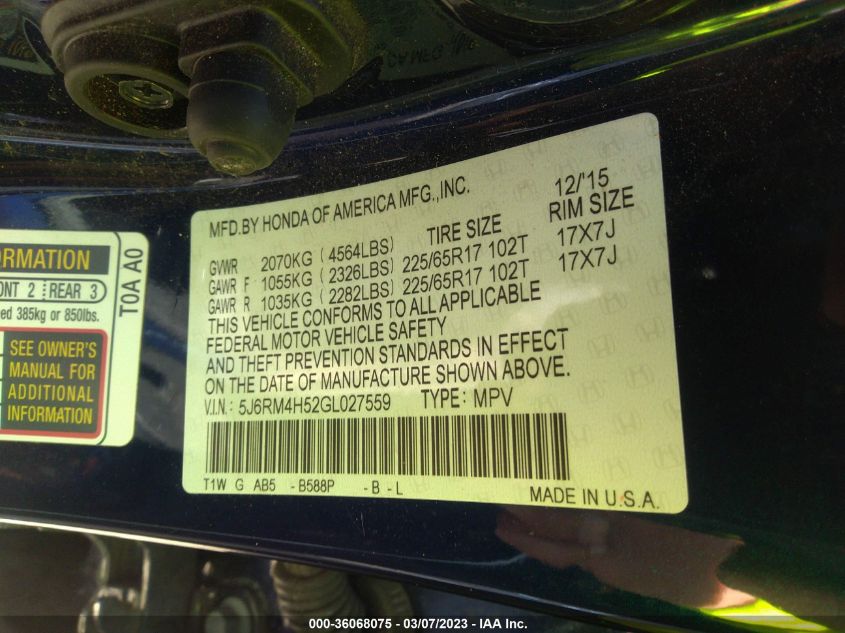 MFD.BY HONDA OF AMERICA MFG.,INC. 12/'15
TIRE SIZE RIM SIZE
GVWR 2070KG (4564LBS)
GAWR F 1055KG (2326LBS) 225/65R17 102T 17X7J
GAWR R 1035KG (2282LBS) 225/65R17 102T 17X7J
THIS VEHICLE CONFORMS TO ALL APPLICABLE
FEDERAL MOTOR VEHICLE SAFETY
AND THEFT PREVENTION STANDARDS IN EFFECT
ON THE DATE OF MANUFACTURE SHOWN ABOVE.
V.I.N.: 5J6RM4H52GL027559 TYPE: MPV
T1W G AB5 -B588P -B-L
MADE IN U.S.A.
ORMATION
ONT 2 REAR 3
ed 385kg or 850lbs.
SEE OWNER'S
MANUAL FOR
ADDITIONAL
INFORMATION
T0A A0
000-36068075 - 03/07/2023 - IAA Inc.